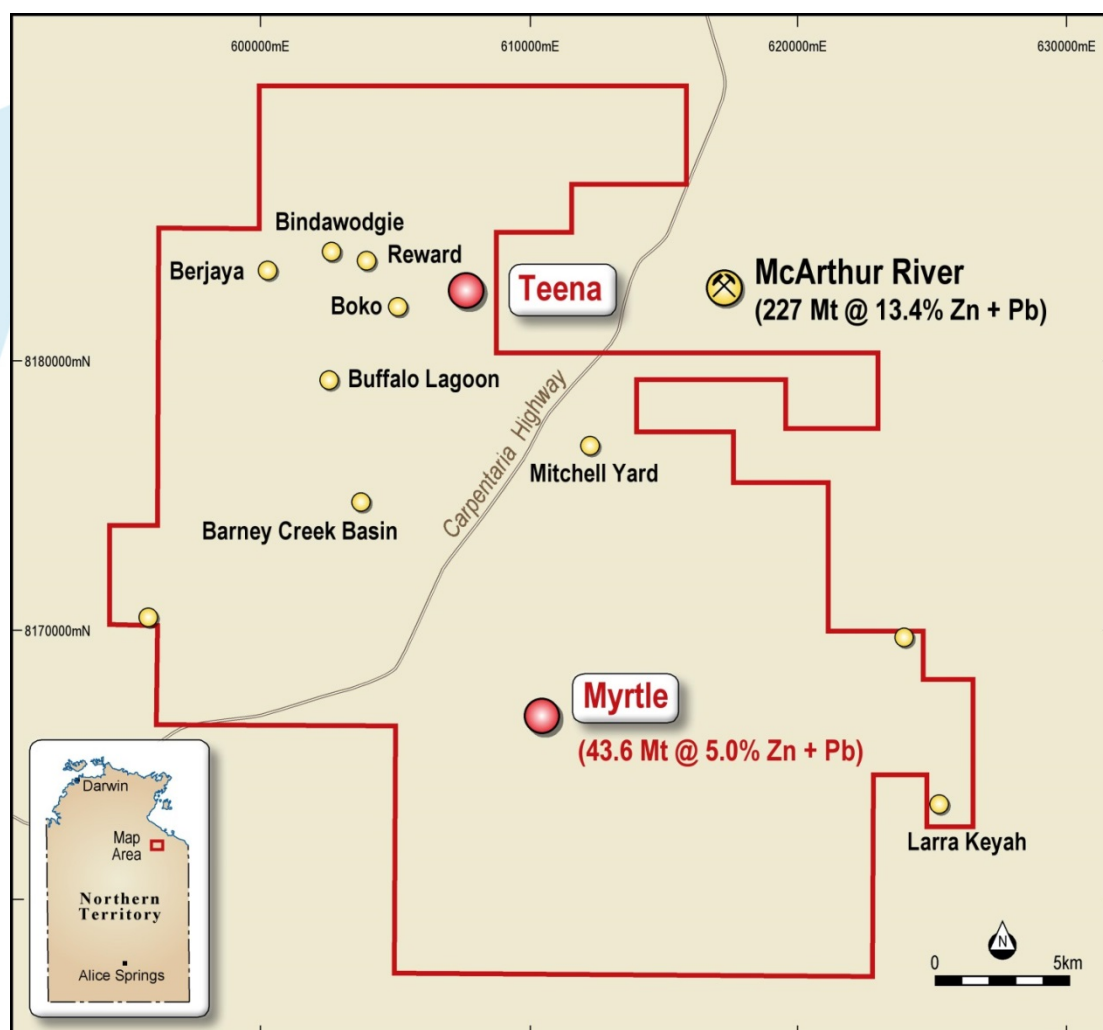 600000mE
610000mE
620000mE
630000mE
Bindawodgie
Reward
Berjaya
Boko
Teena
McArthur River
(227 Mt @ 13.4% Zn + Pb)
8180000mN
Buffalo Lagoon
Carpentaria Highway
Mitchell Yard
Barney Creek Basin
8170000mN
Myrtle
(43.6 Mt @ 5.0% Zn + Pb)
Larra Keyah
Darwin
Map
Area
Northern
Territory
Alice Springs
N
0
5km